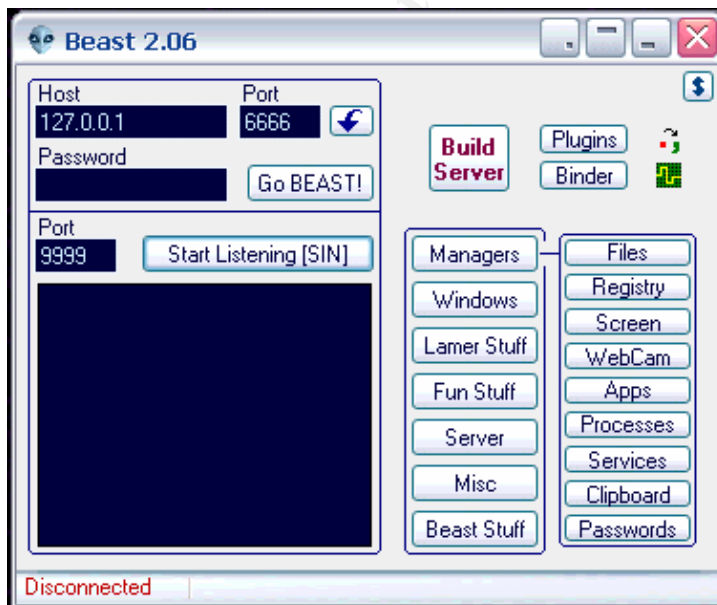 Beast 2.06
Host
Port
127.0.0.1
6666
Password
Go BEAST!
Port
9999
Start Listening [SIN]
Build
Server
Plugins
Binder
Managers
Windows
Lamer Stuff
Fun Stuff
Server
Misc
Beast Stuff
Files
Registry
Screen
WebCam
Apps
Processes
Services
Clipboard
Passwords
Disconnected